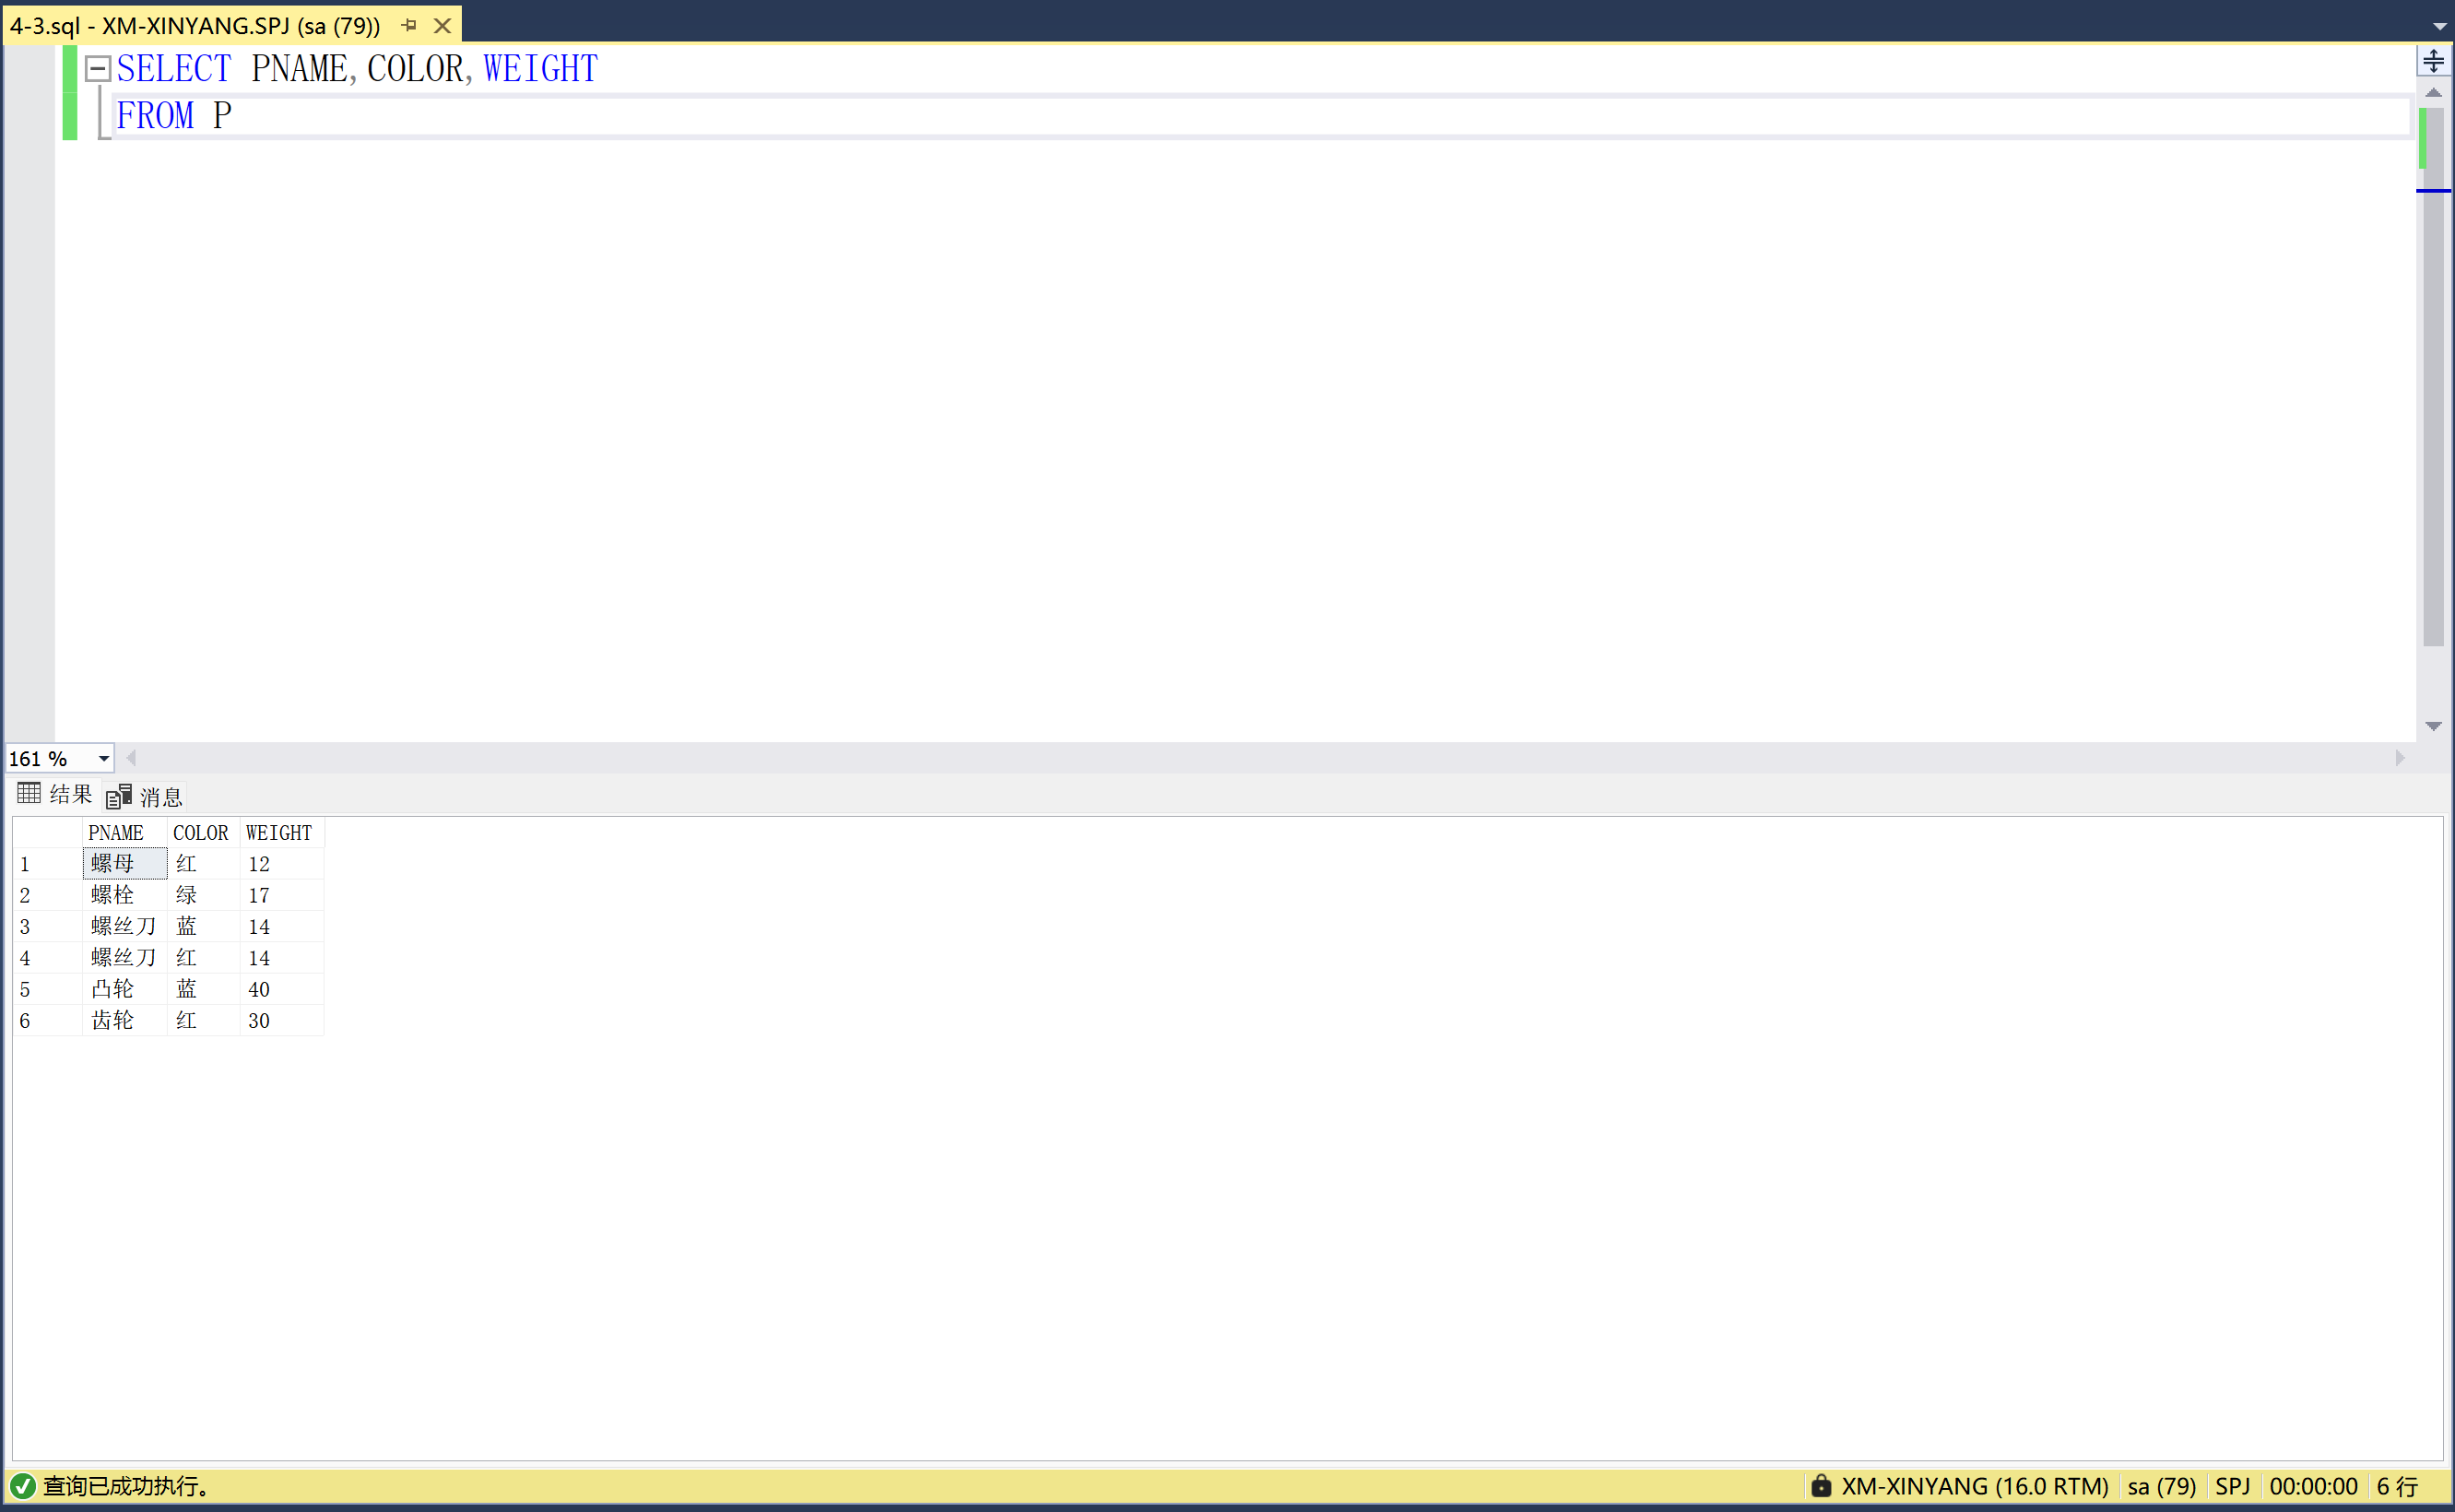 4-3.sql - XM-XINYANG.SPJ (sa (79))
SELECT PNAME,COLOR,WEIGHT
FROM P
161 %
结果 消息
PNAME COLOR WEIGHT
1 螺母 红 12
2 螺栓 绿 17
3 螺丝刀 蓝 14
4 螺丝刀 红 14
5 凸轮 蓝 40
6 齿轮 红 30
查询已成功执行。 XM-XINYANG (16.0 RTM) sa (79) SPJ 00:00:00 6 行